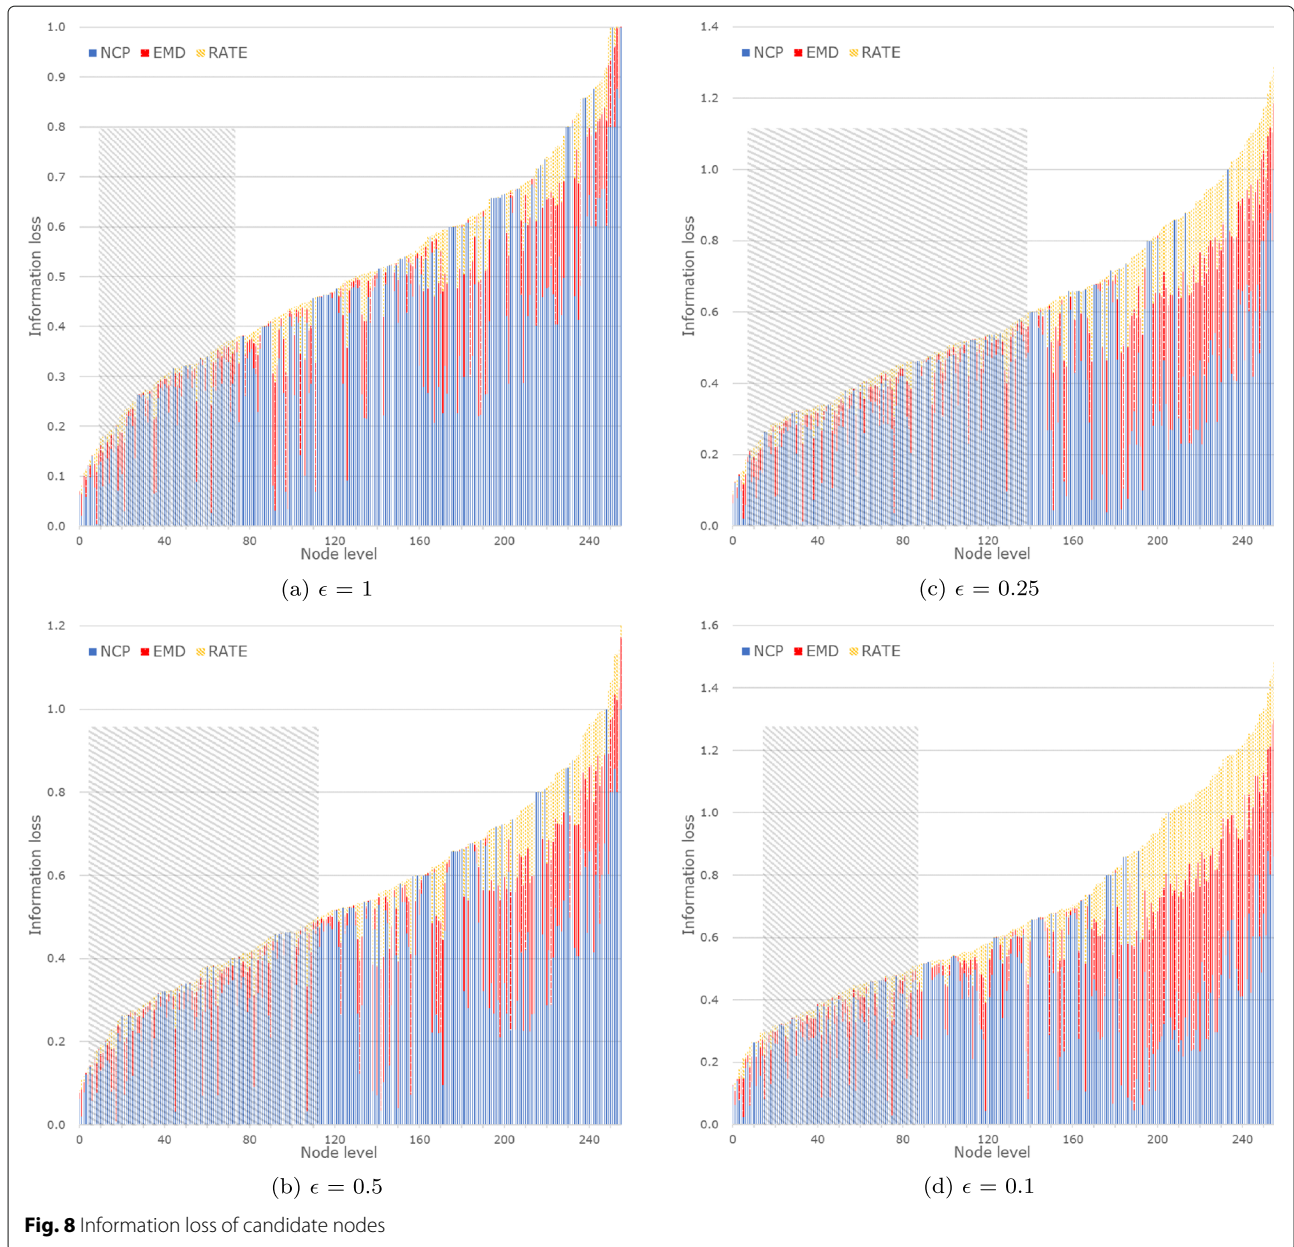 1.0
0.9
0.8
0.7
0.6
0.5
0.4
0.3
0.2
0.1
0.0
Information loss
NCP EMD RATE
0 40 80 120 160 200 240
Node level
(a) ϵ = 1
1.4
1.2
1.0
0.8
0.6
0.4
0.2
0.0
Information loss
NCP EMD RATE
0 40 80 120 160 200 240
Node level
(c) ϵ = 0.25
1.2
1.0
0.8
0.6
0.4
0.2
0.0
Information loss
NCP EMD RATE
0 40 80 120 160 200 240
Node level
(b) ϵ = 0.5
1.6
1.4
1.2
1.0
0.8
0.6
0.4
0.2
0.0
Information loss
NCP EMD RATE
0 40 80 120 160 200 240
Node level
(d) ϵ = 0.1
Fig. 8 Information loss of candidate nodes